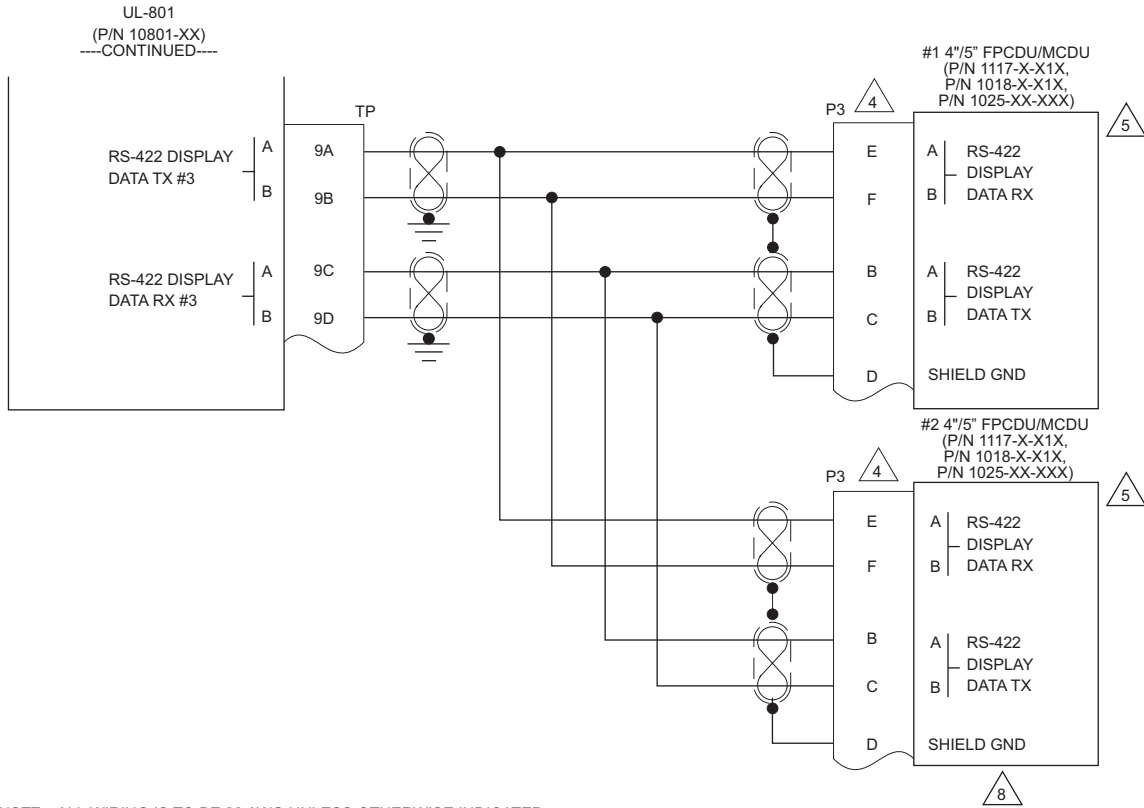 UL-801
(P/N 10801-XX)
----CONTINUED----
TP
RS-422 DISPLAY
DATA TX #3
A
B
9A
9B
RS-422 DISPLAY
DATA RX #3
A
B
9C
9D
#1 4"/5” FPCDU/MCDU
(P/N 1117-X-X1X,
P/N 1018-X-X1X,
P/N 1025-XX-XXX)
P3
4
5
E
F
A
B
RS-422
DISPLAY
DATA RX
B
C
A
B
RS-422
DISPLAY
DATA TX
D
SHIELD GND
#2 4"/5” FPCDU/MCDU
(P/N 1117-X-X1X,
P/N 1018-X-X1X,
P/N 1025-XX-XXX)
P3
4
5
E
F
A
B
RS-422
DISPLAY
DATA RX
B
C
A
B
RS-422
DISPLAY
DATA TX
D
SHIELD GND
8